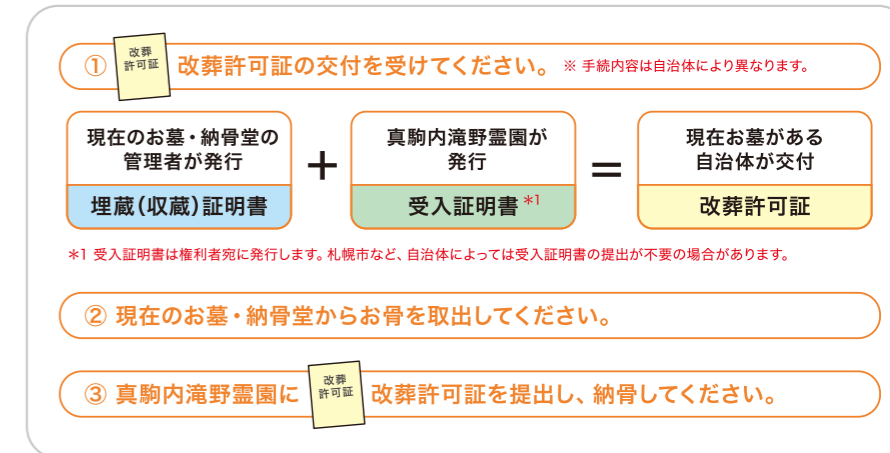 ① 改葬許可証 改葬許可証の交付を受けてください。 ※ 手続内容は自治体により異なります。
現在のお墓・納骨堂の
管理者が発行
埋蔵(収蔵)証明書
+
真駒内滝野霊園が
発行
受入証明書 *1
=
現在お墓がある
自治体が交付
改葬許可証
*1 受入証明書は権利者宛に発行します。札幌市など、自治体によっては受入証明書の提出が不要の場合があります。
② 現在のお墓・納骨堂からお骨を取出してください。
③ 真駒内滝野霊園に 改葬許可証 改葬許可証を提出し、納骨してください。